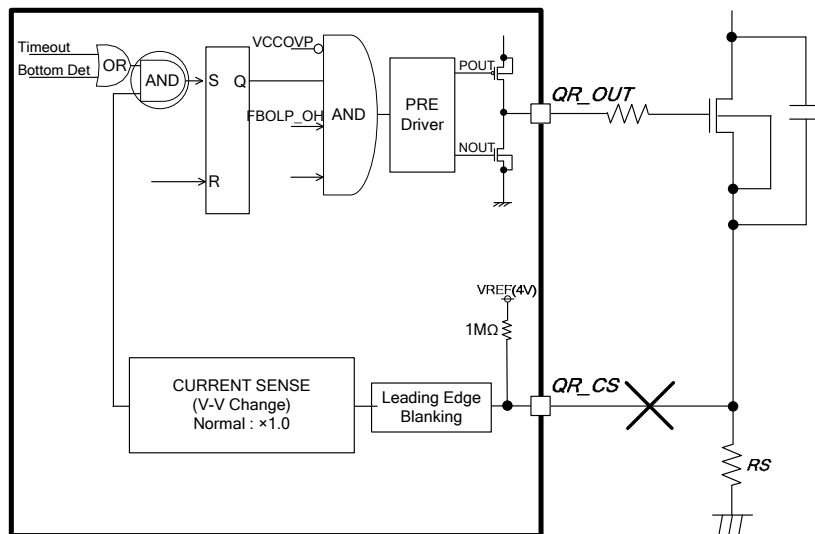 Timeout
Bottom Det
OR
AND
S
Q
R
VCCOVP
FBOLP_OH
AND
PRE
Driver
POUT
NOUT
QR_OUT
VREF(4V)
1MΩ
CURRENT SENSE
(V-V Change)
Normal : ×1.0
Leading Edge
Blanking
QR_CS
RS